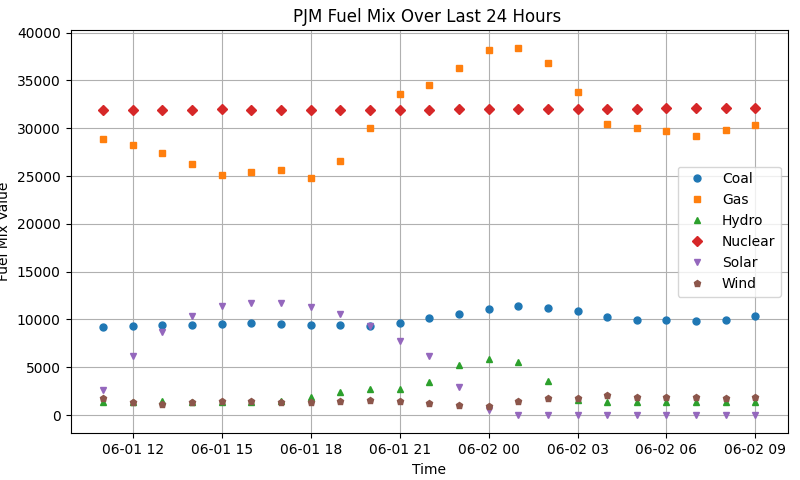 PJM Fuel Mix Over Last 24 Hours
40000
35000
30000
25000
20000
15000
10000
5000
0
Fuel Mix Value
Coal
Gas
Hydro
Nuclear
Solar
Wind
06-01 12
06-01 15
06-01 18
06-01 21
06-02 00
06-02 03
06-02 06
06-02 09
Time